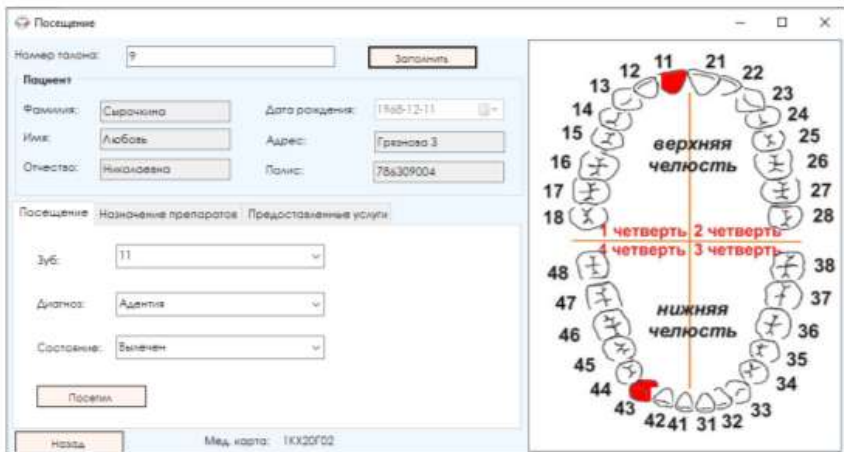 Посещение
Номер талона: 9 Заполнить
Пациент
Фамилия: Сырочкина Дата рождения: 1968-12-11
Имя: Любовь Адрес: Грязнова 3
Отчество: Николаевна Полис: 786309004
Посещение Назначение препаратов Предоставленные услуги
Зуб: 11
Диагноз: Адентия
Состояние: Вылечен
Посетил
Назад Мед. карта: 1КХ20Г02
11 21
12 22
13 23
14 24
15 25
16 26
17 27
18 28
верхняя
челюсть
1 четверть 2 четверть
4 четверть 3 четверть
48 38
47 37
нижняя
челюсть
46 36
45 35
44 34
43 33
42 41 31 32